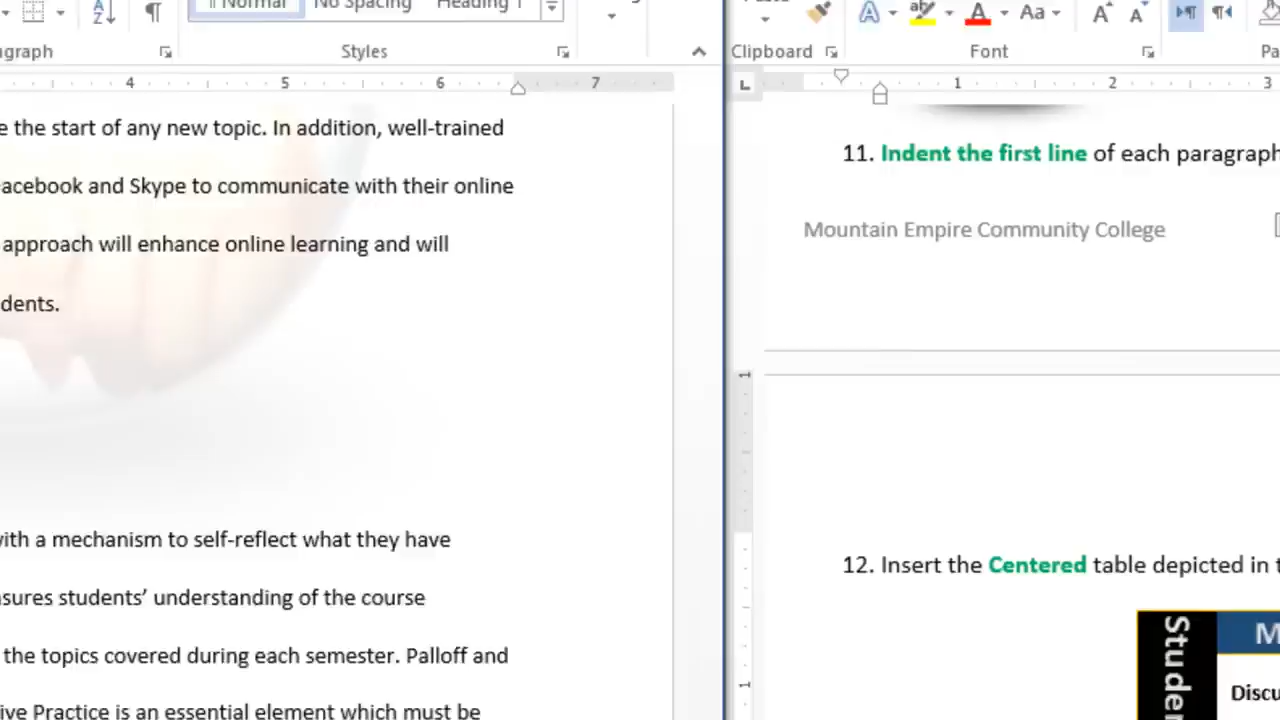 Normal
No Spacing
Heading 1
Styles
4 5 6 7
e the start of any new topic. In addition, well-trained
acebook and Skype to communicate with their online
approach will enhance online learning and will
dents.
with a mechanism to self-reflect what they have
sures students' understanding of the course
the topics covered during each semester. Palloff and
ive Practice is an essential element which must be
Aa
Clipboard
Font
Pa
1 2 3
11. Indent the first line of each paragraph
Mountain Empire Community College
12. Insert the Centered table depicted in t
Studen
M
Discu